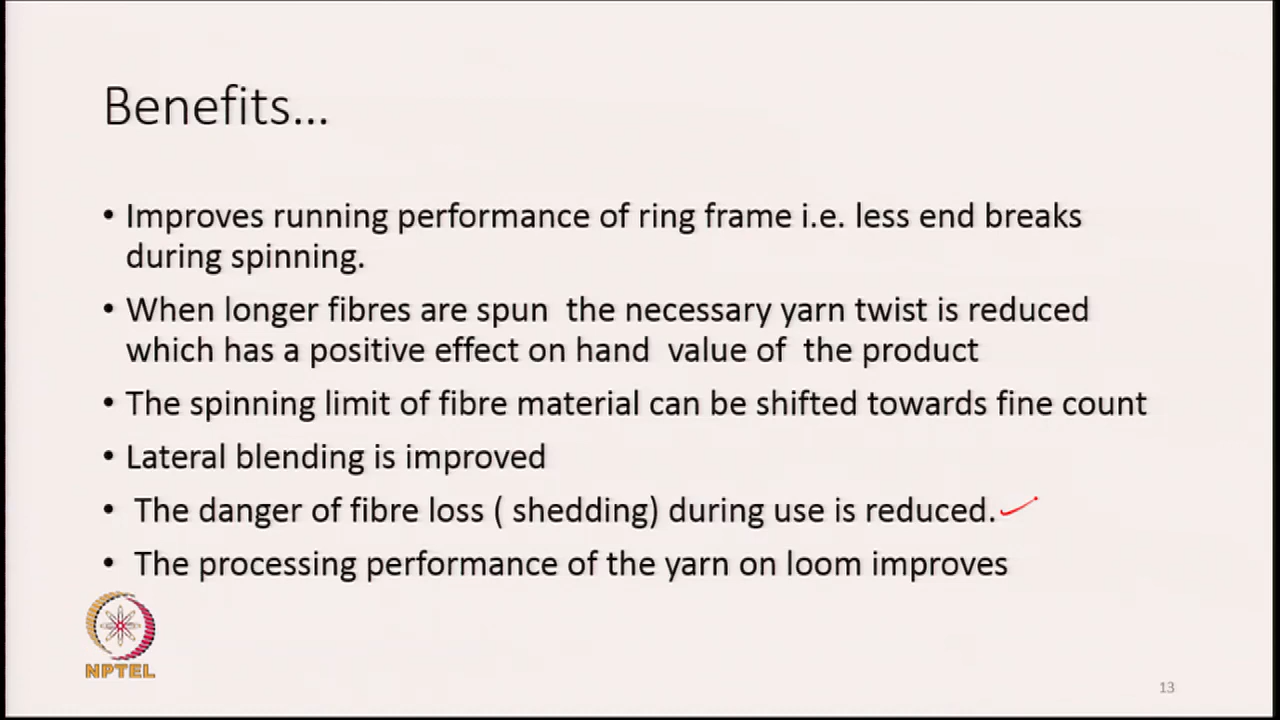 Benefits...
• Improves running performance of ring frame i.e. less end breaks
during spinning.
• When longer fibres are spun the necessary yarn twist is reduced
which has a positive effect on hand value of the product
• The spinning limit of fibre material can be shifted towards fine count
• Lateral blending is improved
• The danger of fibre loss ( shedding) during use is reduced.
• The processing performance of the yarn on loom improves
NPTEL
13